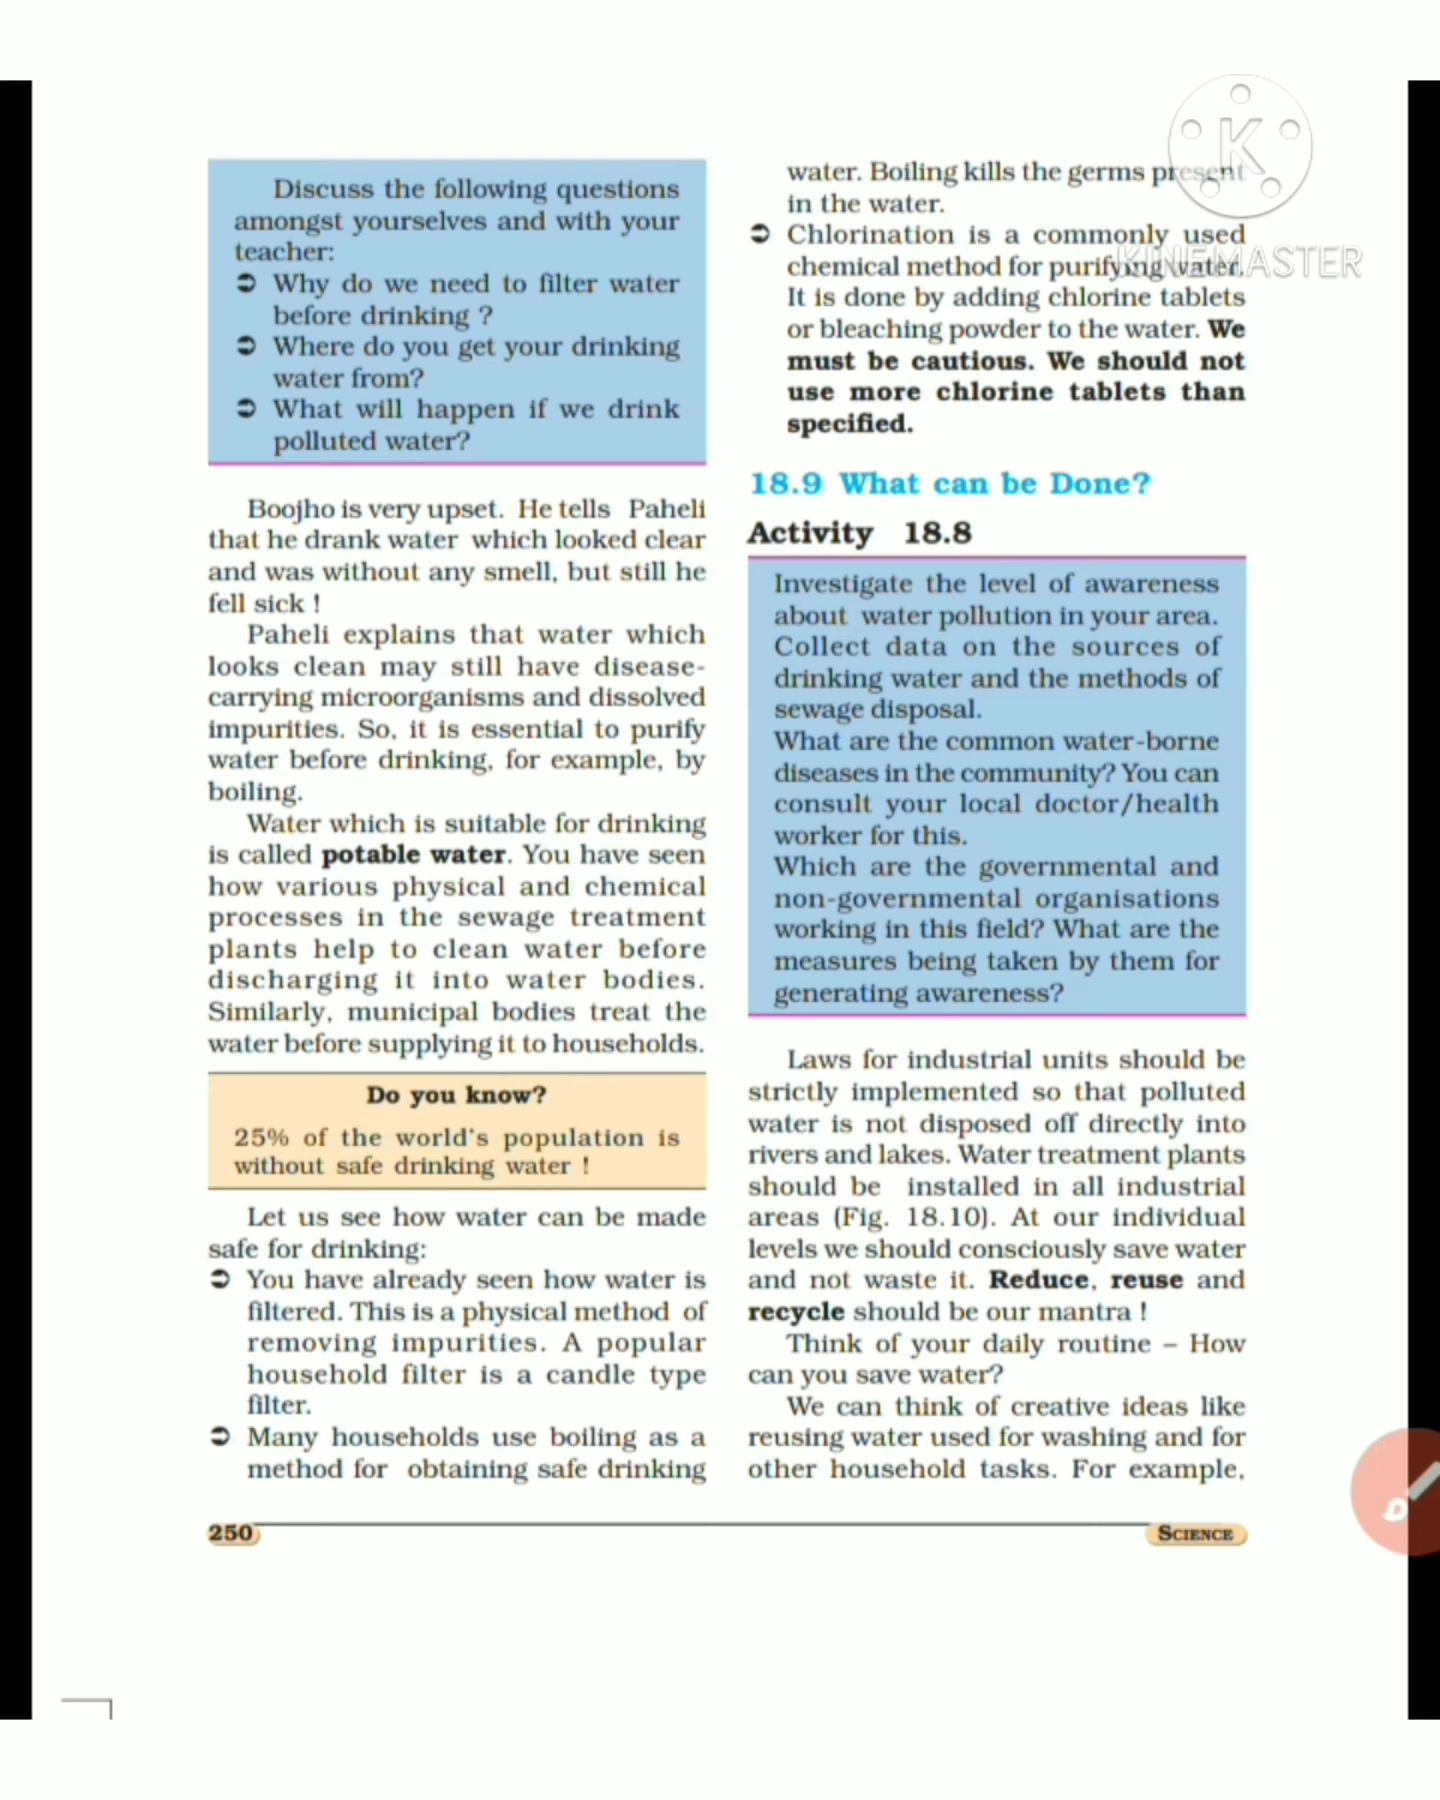 Discuss the following questions
amongst yourselves and with your
teacher:
➲ Why do we need to filter water
before drinking ?
➲ Where do you get your drinking
water from?
➲ What will happen if we drink
polluted water?
Boojho is very upset. He tells Paheli
that he drank water which looked clear
and was without any smell, but still he
fell sick !
Paheli explains that water which
looks clean may still have disease-
carrying microorganisms and dissolved
impurities. So, it is essential to purify
water before drinking, for example, by
boiling.
Water which is suitable for drinking
is called potable water. You have seen
how various physical and chemical
processes in the sewage treatment
plants help to clean water before
discharging it into water bodies.
Similarly, municipal bodies treat the
water before supplying it to households.
Do you know?
25% of the world's population is
without safe drinking water !
Let us see how water can be made
safe for drinking:
➲ You have already seen how water is
filtered. This is a physical method of
removing impurities. A popular
household filter is a candle type
filter.
➲ Many households use boiling as a
method for obtaining safe drinking
water. Boiling kills the germs present
in the water.
➲ Chlorination is a commonly used
chemical method for purifying water.
It is done by adding chlorine tablets
or bleaching powder to the water. We
must be cautious. We should not
use more chlorine tablets than
specified.
18.9 What can be Done?
Activity 18.8
Investigate the level of awareness
about water pollution in your area.
Collect data on the sources of
drinking water and the methods of
sewage disposal.
What are the common water-borne
diseases in the community? You can
consult your local doctor/health
worker for this.
Which are the governmental and
non-governmental organisations
working in this field? What are the
measures being taken by them for
generating awareness?
Laws for industrial units should be
strictly implemented so that polluted
water is not disposed off directly into
rivers and lakes. Water treatment plants
should be installed in all industrial
areas (Fig. 18.10). At our individual
levels we should consciously save water
and not waste it. Reduce, reuse and
recycle should be our mantra !
Think of your daily routine – How
can you save water?
We can think of creative ideas like
reusing water used for washing and for
other household tasks. For example,
250
SCIENCE
K
KINEMASTER